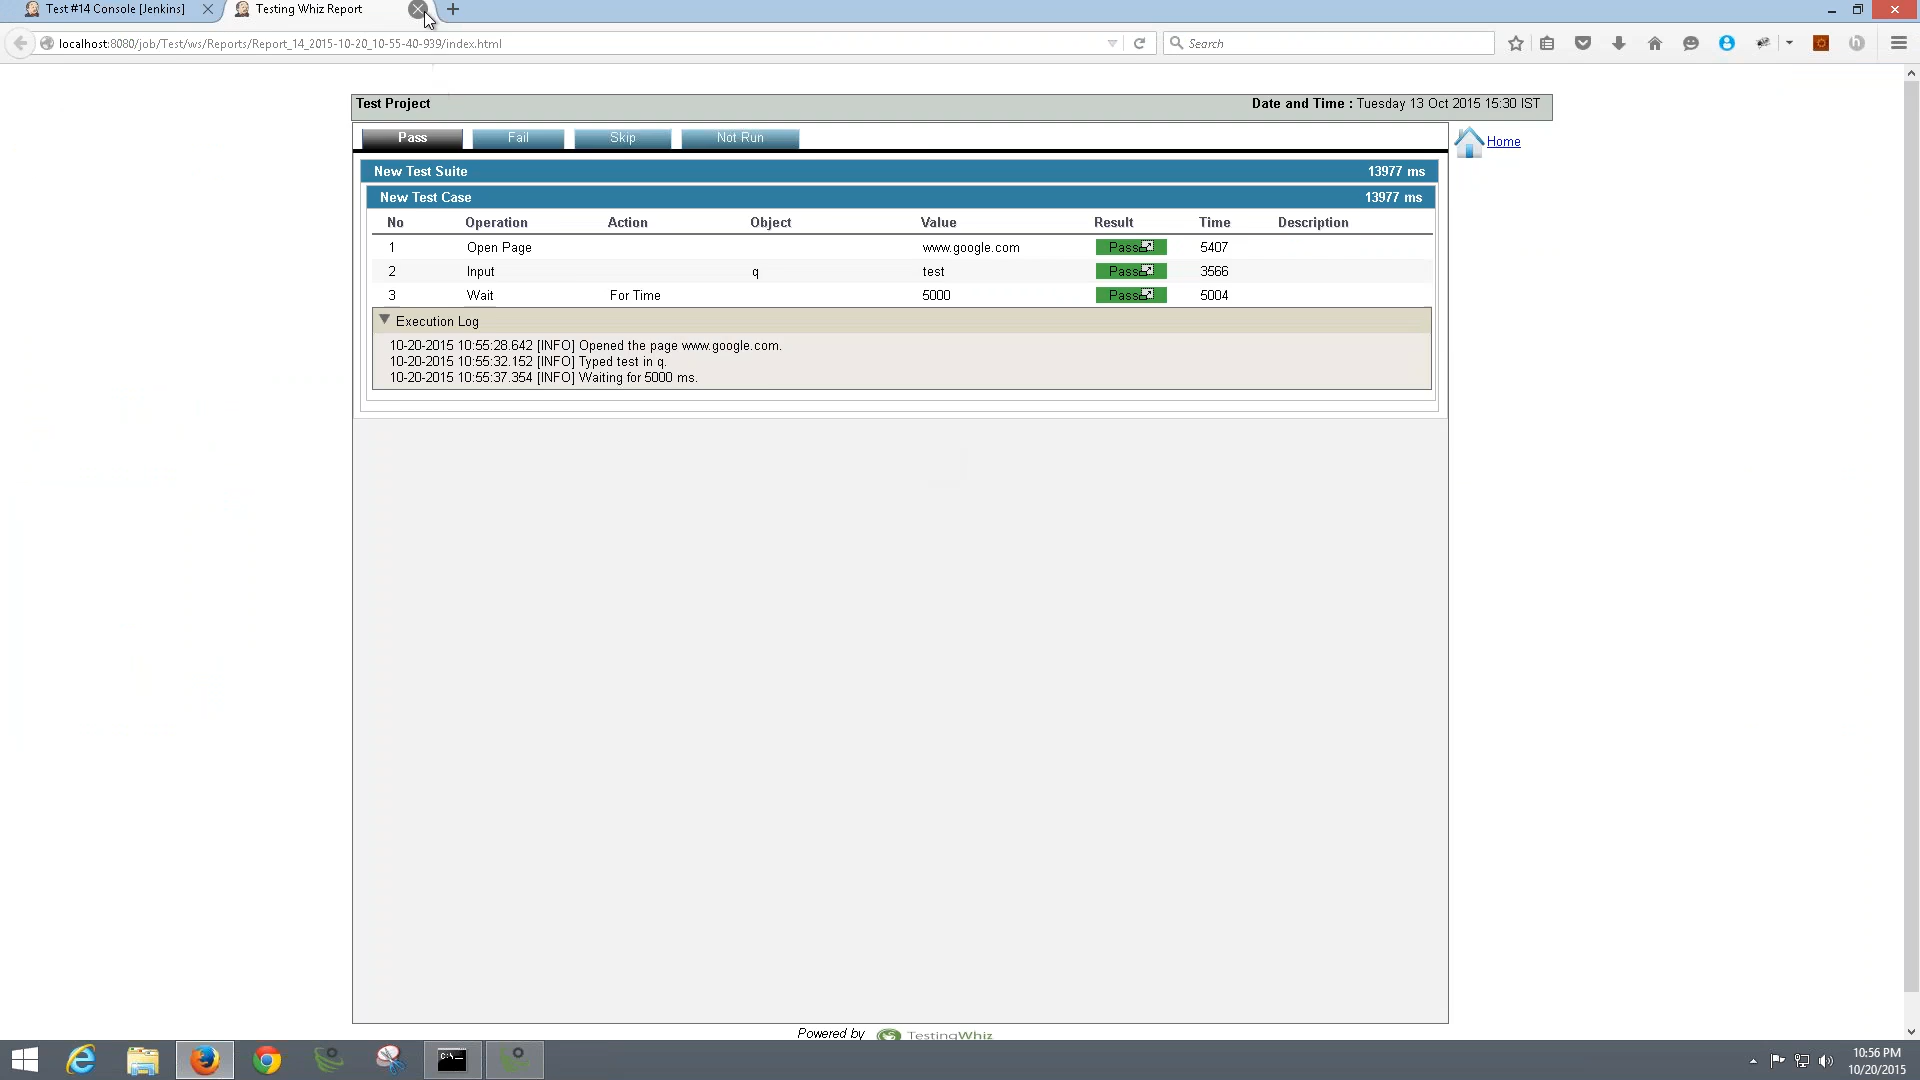 Test #14 Console [Jenkins]
Testing Whiz Report
localhost:8080/job/Test/ws/Reports/Report_14_2015-10-20_10-55-40-939/index.html
Search
Test Project
Date and Time : Tuesday 13 Oct 2015 15:30 IST
Pass Fail Skip Not Run
Home
New Test Suite 13977 ms
New Test Case 13977 ms
No Operation Action Object Value Result Time Description
1 Open Page www.google.com Pass 5407
2 Input q test Pass 3566
3 Wait For Time 5000 Pass 5004
Execution Log
10-20-2015 10:55:28.642 [INFO] Opened the page www.google.com.
10-20-2015 10:55:32.152 [INFO] Typed test in q.
10-20-2015 10:55:37.354 [INFO] Waiting for 5000 ms.
Powered by TestingWhiz
10:56 PM
10/20/2015